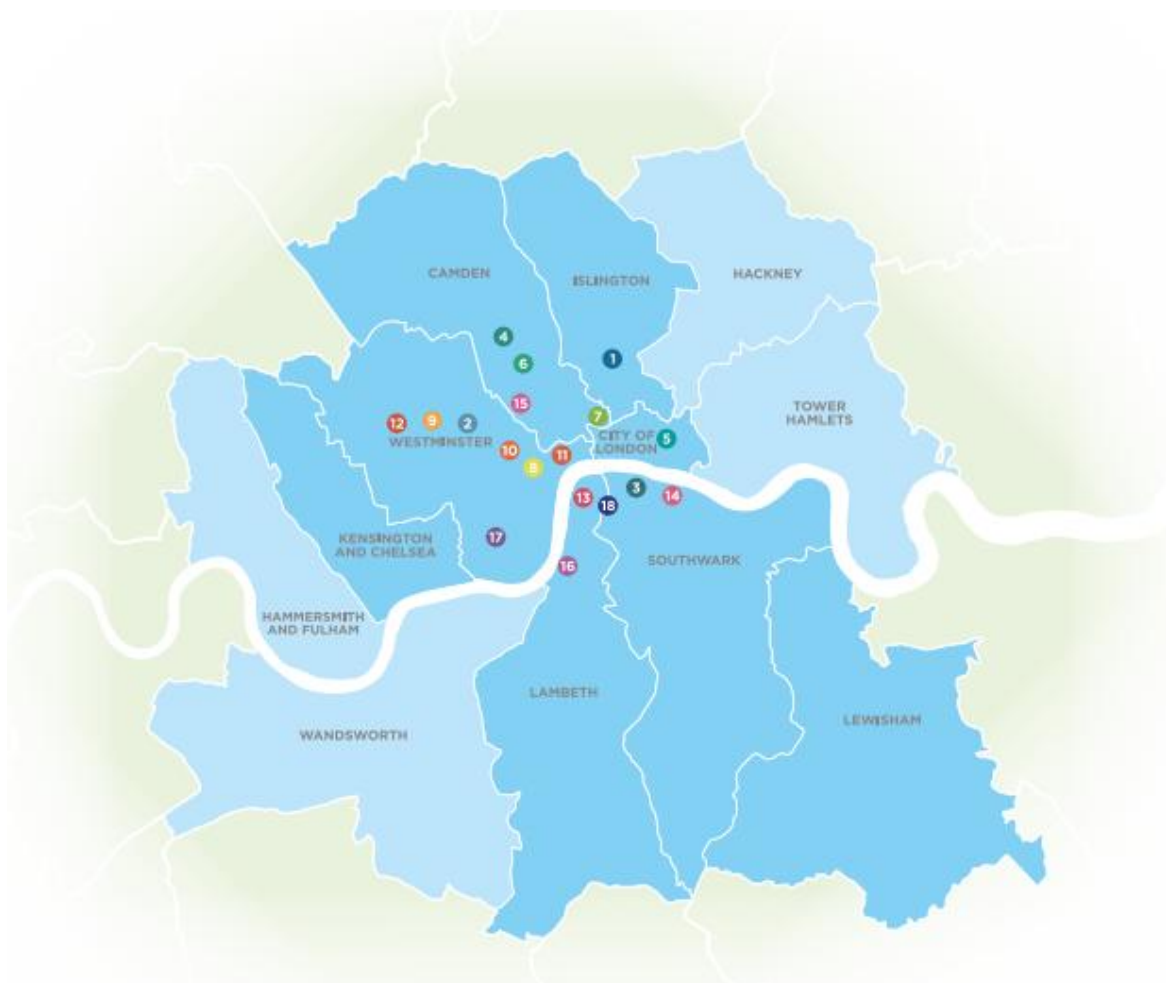 CAMDEN
ISLINGTON
HACKNEY
4
1
6
15
TOWER
HAMLETS
7
12
9
2
CITY OF
LONDON
5
WESTMINSTER
10
11
8
3
14
13
18
17
KENSINGTON
AND CHELSEA
16
SOUTHWARK
HAMMERSMITH
AND FULHAM
LAMBETH
LEWISHAM
WANDSWORTH